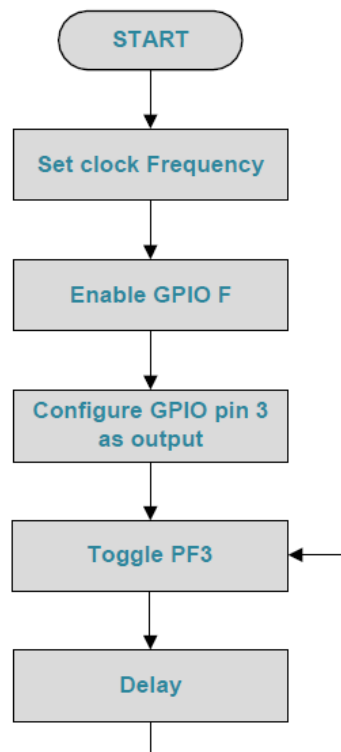 START
Set clock Frequency
Enable GPIO F
Configure GPIO pin 3
as output
Toggle PF3
Delay